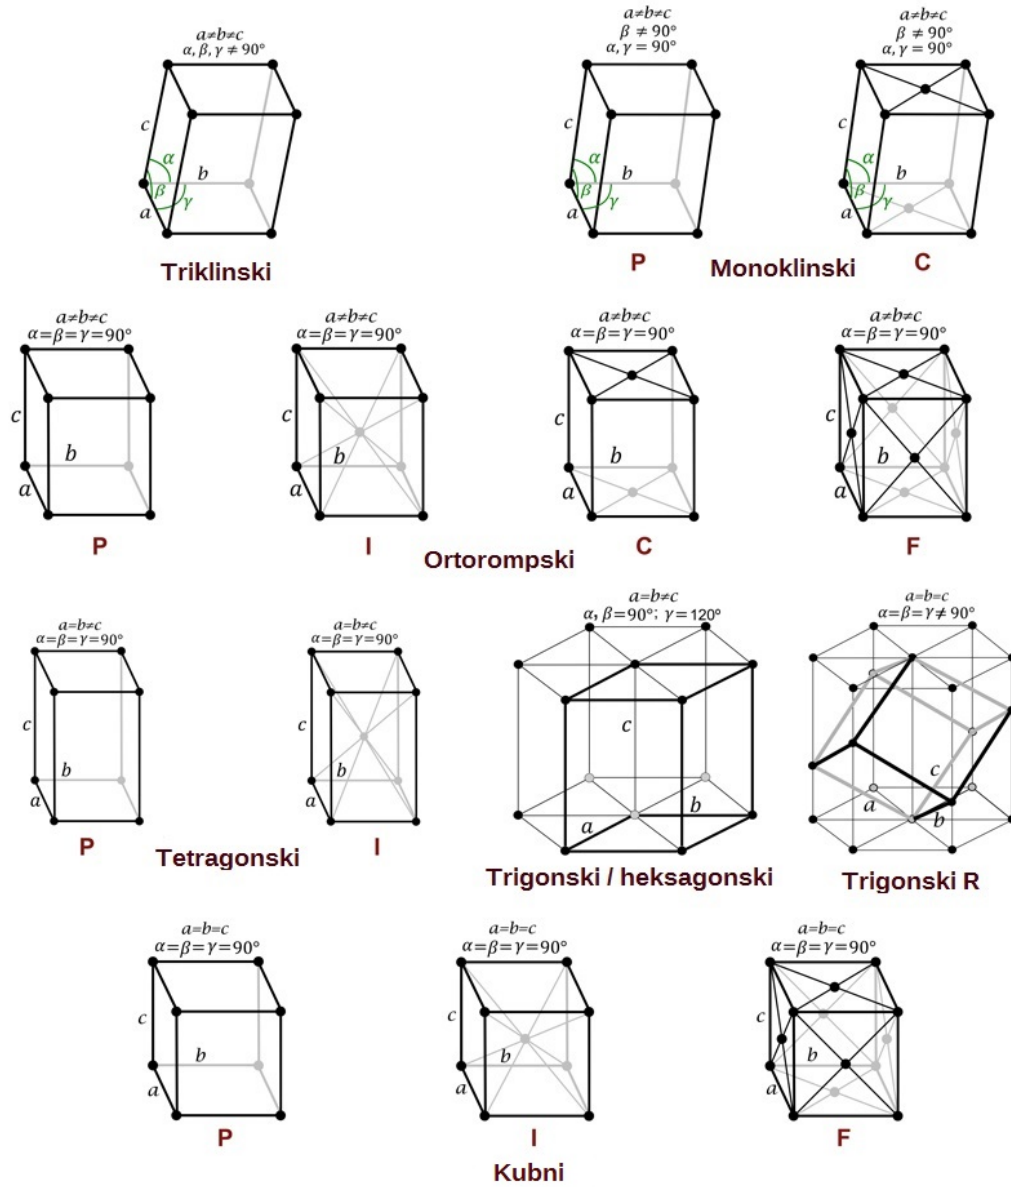 a≠b≠c
α, β, γ ≠ 90°
c
α
β
b
a
γ
Triklinski
a≠b≠c
β ≠ 90°
α, γ = 90°
c
α
β
b
a
γ
P
a≠b≠c
β ≠ 90°
α, γ = 90°
c
α
β
b
a
γ
C
Monoklinski
a≠b≠c
α=β=γ=90°
c
b
a
P
a≠b≠c
α=β=γ=90°
c
b
a
I
a≠b≠c
α=β=γ=90°
c
b
a
C
a≠b≠c
α=β=γ=90°
c
b
a
F
Ortorompski
a=b≠c
α=β=γ=90°
c
b
a
P
a=b≠c
α=β=γ=90°
c
b
a
I
Tetragonski
a=b≠c
α, β=90°; γ=120°
c
b
a
Trigonski / heksagonski
a=b=c
α=β=γ≠90°
c
a
b
Trigonski R
a=b=c
α=β=γ=90°
c
b
a
P
a=b=c
α=β=γ=90°
c
b
a
I
a=b=c
α=β=γ=90°
c
b
a
F
Kubni